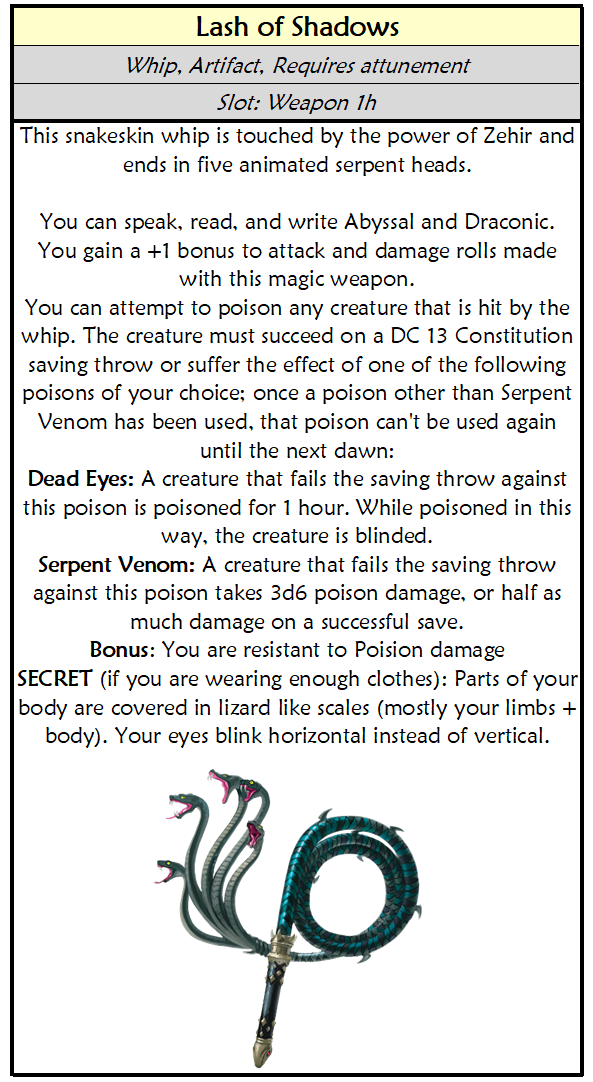 Lash of Shadows
Whip, Artifact, Requires attunement
Slot: Weapon 1h
This snakeskin whip is touched by the power of Zehir and
ends in five animated serpent heads.
You can speak, read, and write Abyssal and Draconic.
You gain a +1 bonus to attack and damage rolls made
with this magic weapon.
You can attempt to poison any creature that is hit by the
whip. The creature must succeed on a DC 13 Constitution
saving throw or suffer the effect of one of the following
poisons of your choice; once a poison other than Serpent
Venom has been used, that poison can't be used again
until the next dawn:
Dead Eyes: A creature that fails the saving throw against
this poison is poisoned for 1 hour. While poisoned in this
way, the creature is blinded.
Serpent Venom: A creature that fails the saving throw
against this poison takes 3d6 poison damage, or half as
much damage on a successful save.
Bonus: You are resistant to Poision damage
SECRET (if you are wearing enough clothes): Parts of your
body are covered in lizard like scales (mostly your limbs +
body). Your eyes blink horizontal instead of vertical.